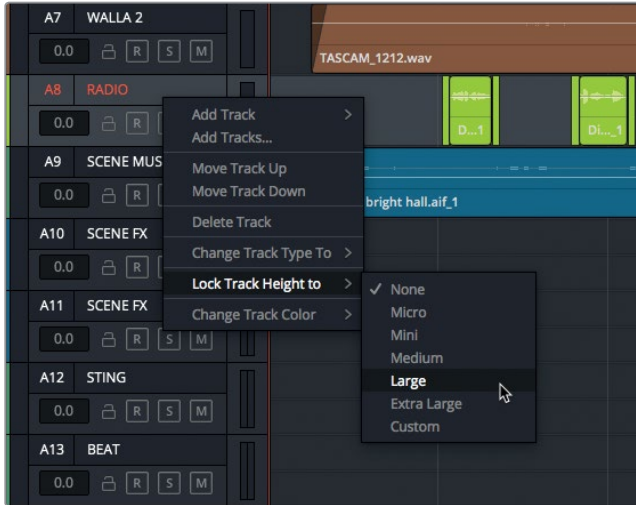 A7 WALLA 2
0.0 R S M
TASCAM_1212.wav
A8 RADIO
0.0 R
D...1
Di..._1
A9 SCENE MUS
0.0 R
bright hall.aif_1
A10 SCENE FX
0.0 R
A11 SCENE FX
0.0 R S M
A12 STING
0.0 R S M
A13 BEAT
0.0 R S M
Add Track >
Add Tracks...
Move Track Up
Move Track Down
Delete Track
Change Track Type To >
Lock Track Height to >
Change Track Color >
✓ None
Micro
Mini
Medium
Large
Extra Large
Custom